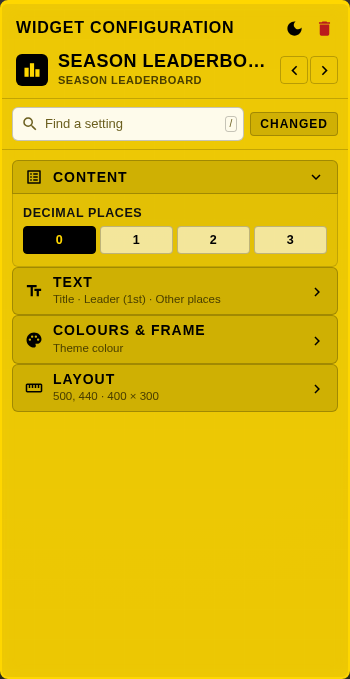 WIDGET CONFIGURATION
SEASON LEADERBO...
SEASON LEADERBOARD
Find a setting
/
CHANGED
CONTENT
DECIMAL PLACES
0 1 2 3
TEXT
Title · Leader (1st) · Other places
COLOURS & FRAME
Theme colour
LAYOUT
500, 440 · 400 × 300